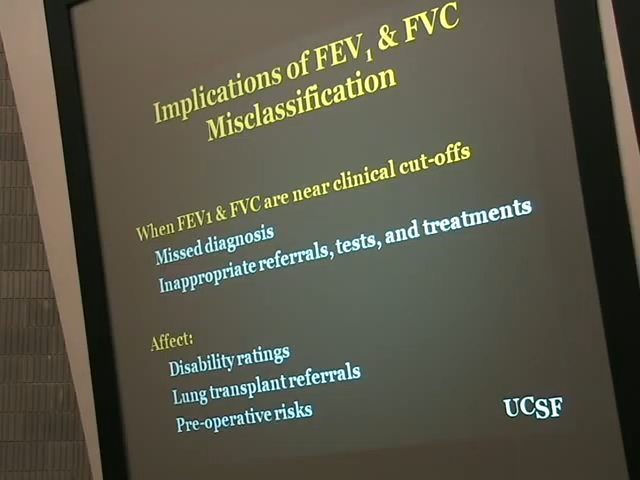 Implications of FEV₁ & FVC
Misclassification
When FEV1 & FVC are near clinical cut-offs
Missed diagnosis
Inappropriate referrals, tests, and treatments
Affect:
Disability ratings
Lung transplant referrals
Pre-operative risks
UCSF